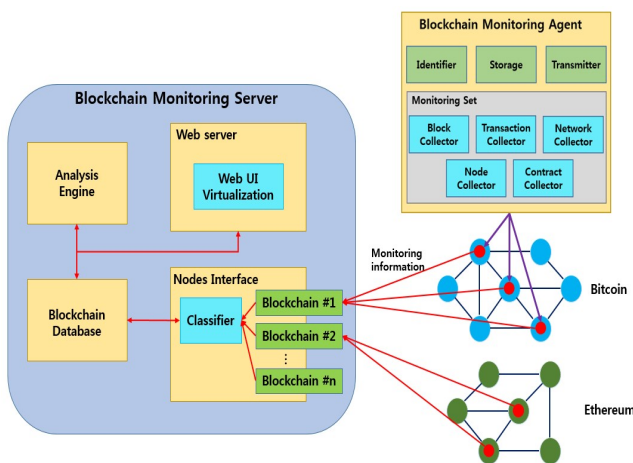 Blockchain Monitoring Agent
Identifier
Storage
Transmitter
Monitoring Set
Block
Collector
Transaction
Collector
Network
Collector
Node
Collector
Contract
Collector
Blockchain Monitoring Server
Web server
Web UI
Virtualization
Analysis
Engine
Blockchain
Database
Nodes Interface
Classifier
Blockchain #1
Blockchain #2
⋮
Blockchain #n
Monitoring
information
Bitcoin
Ethereum